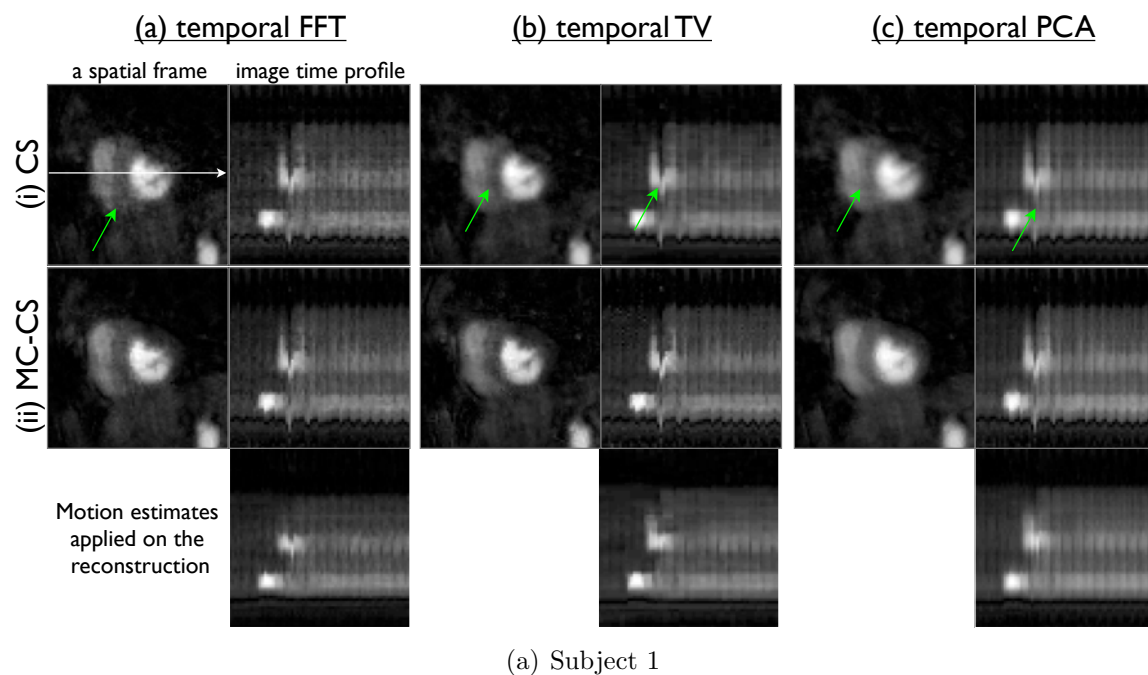 (a) temporal FFT
(b) temporal TV
(c) temporal PCA
a spatial frame
image time profile
(i) CS
(ii) MC-CS
Motion estimates
applied on the
reconstruction
(a) Subject 1